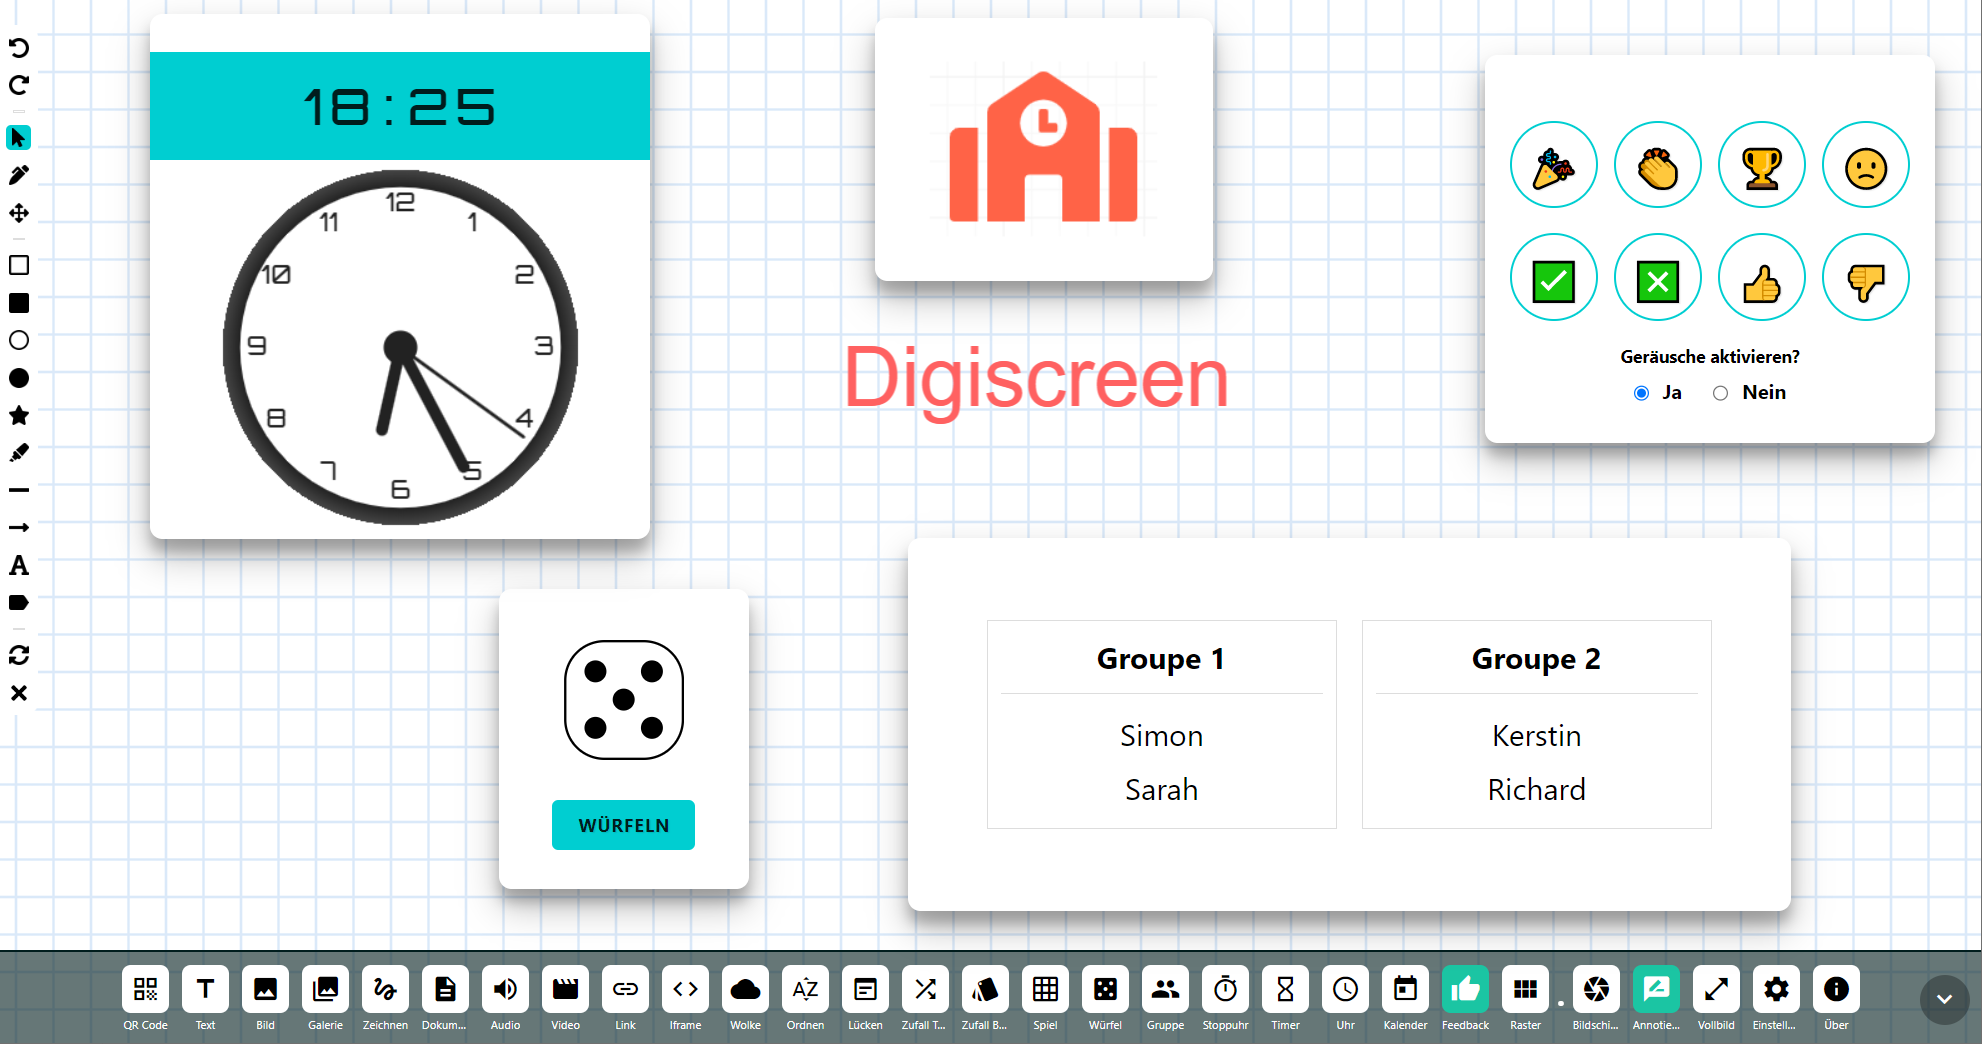 18:25
12
11
1
10
2
9
3
8
4
7
5
6
Digiscreen
Geräusche aktivieren?
Ja
Nein
WÜRFELN
Groupe 1
Simon
Sarah
Groupe 2
Kerstin
Richard
A
QR Code
Text
Bild
Galerie
Zeichnen
Dokum...
Audio
Video
Link
Iframe
Wolke
AZ
Ordnen
Lücken
Zufall T...
Zufall B...
Spiel
Würfel
Gruppe
Stoppuhr
Timer
Uhr
Kalender
Feedback
Raster
Bildschi...
Annotie...
Vollbild
Einstell...
Über